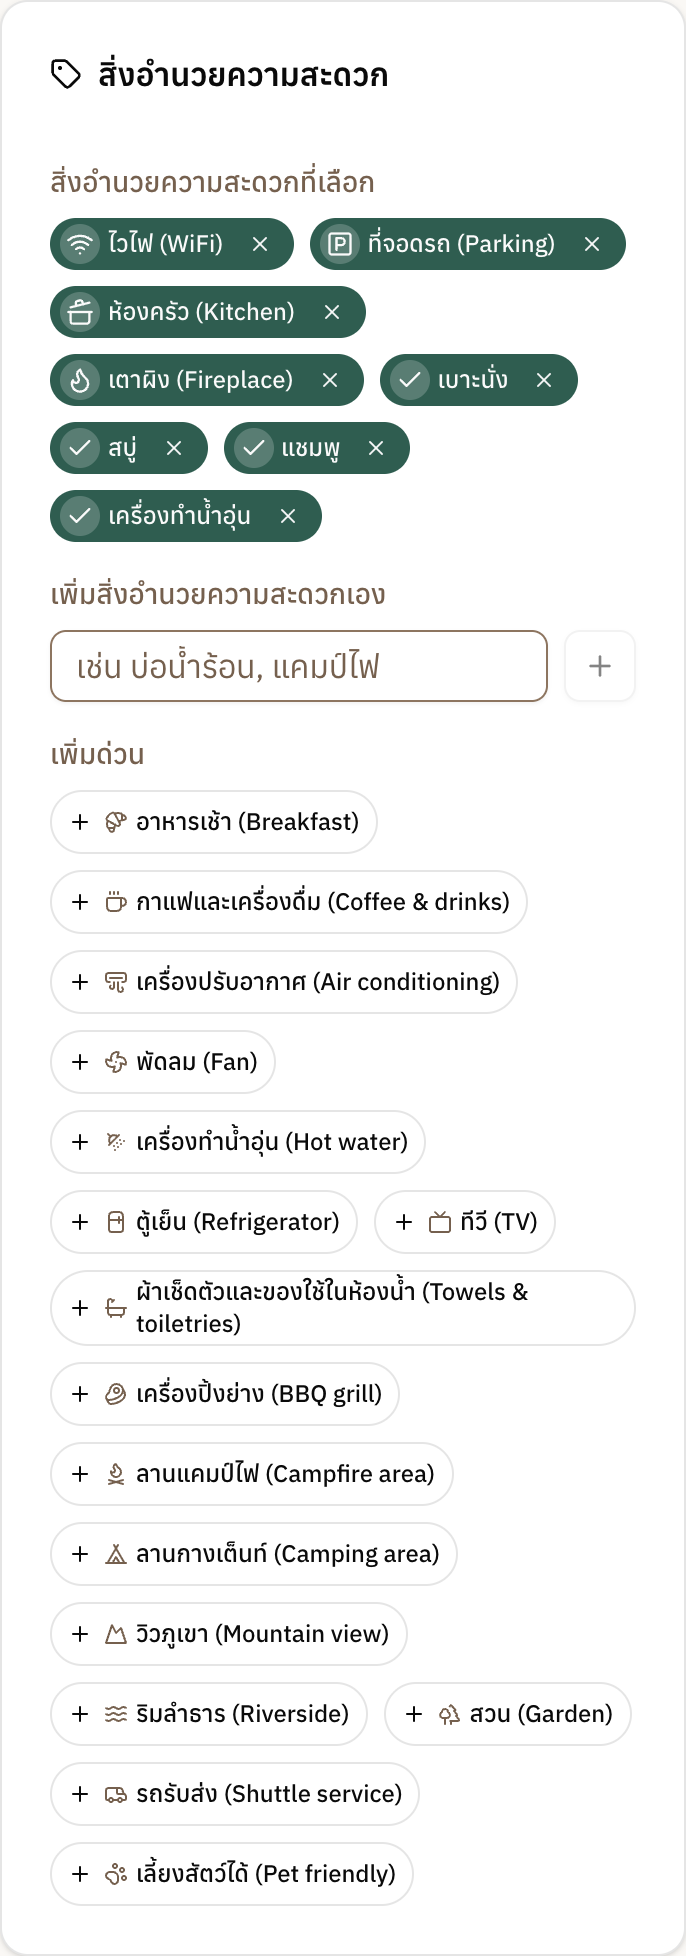 สิ่งอำนวยความสะดวก
สิ่งอำนวยความสะดวกที่เลือก
ไวไฟ (WiFi)
ที่จอดรถ (Parking)
ห้องครัว (Kitchen)
เตาผิง (Fireplace)
เบาะนั่ง
สบู่
แชมพู
เครื่องทำน้ำอุ่น
เพิ่มสิ่งอำนวยความสะดวกเอง
เช่น บ่อน้ำร้อน, แคมป์ไฟ
เพิ่มด่วน
อาหารเช้า (Breakfast)
กาแฟและเครื่องดื่ม (Coffee & drinks)
เครื่องปรับอากาศ (Air conditioning)
พัดลม (Fan)
เครื่องทำน้ำอุ่น (Hot water)
ตู้เย็น (Refrigerator)
ทีวี (TV)
ผ้าเช็ดตัวและของใช้ในห้องน้ำ (Towels &
toiletries)
เครื่องปิ้งย่าง (BBQ grill)
ลานแคมป์ไฟ (Campfire area)
ลานกางเต็นท์ (Camping area)
วิวภูเขา (Mountain view)
ริมลำธาร (Riverside)
สวน (Garden)
รถรับส่ง (Shuttle service)
เลี้ยงสัตว์ได้ (Pet friendly)